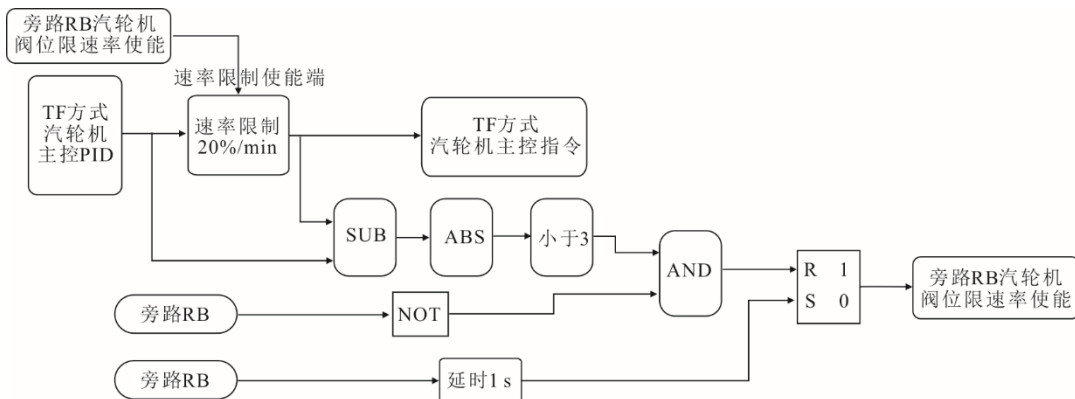 旁路RB汽轮机
阀位限速率使能
速率限制使能端
TF方式
汽轮机
主控PID
速率限制
20%/min
TF方式
汽轮机主控指令
SUB
ABS
小于3
AND
R 1
S 0
旁路RB汽轮机
阀位限速率使能
旁路RB
NOT
旁路RB
延时1 s